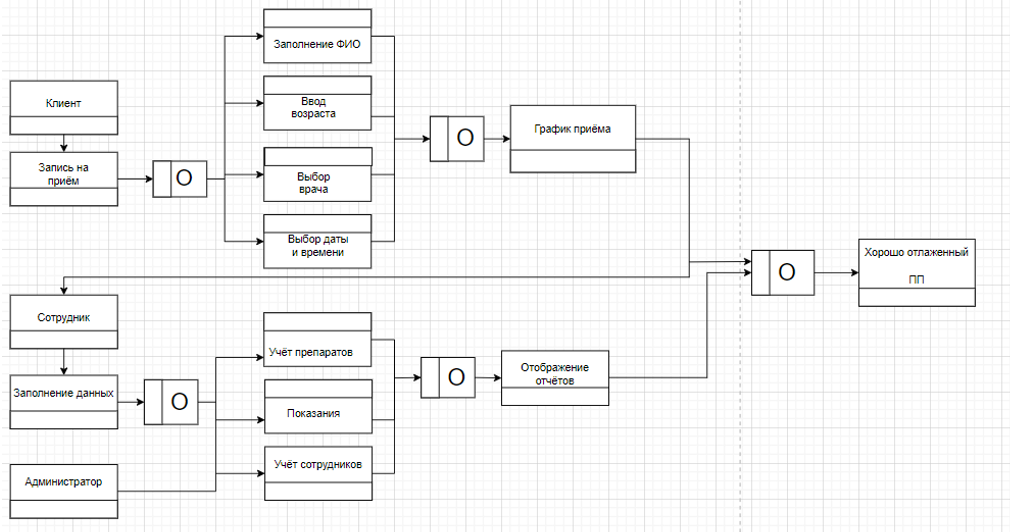 Заполнение ФИО
Клиент
Ввод
возраста
График приёма
Запись на
приём
О
О
Выбор
врача
Выбор даты
и времени
Хорошо отлаженный
ПП
О
Сотрудник
Учёт препаратов
Отображение
отчётов
О
Заполнение данных
О
Показания
Учёт сотрудников
Администратор